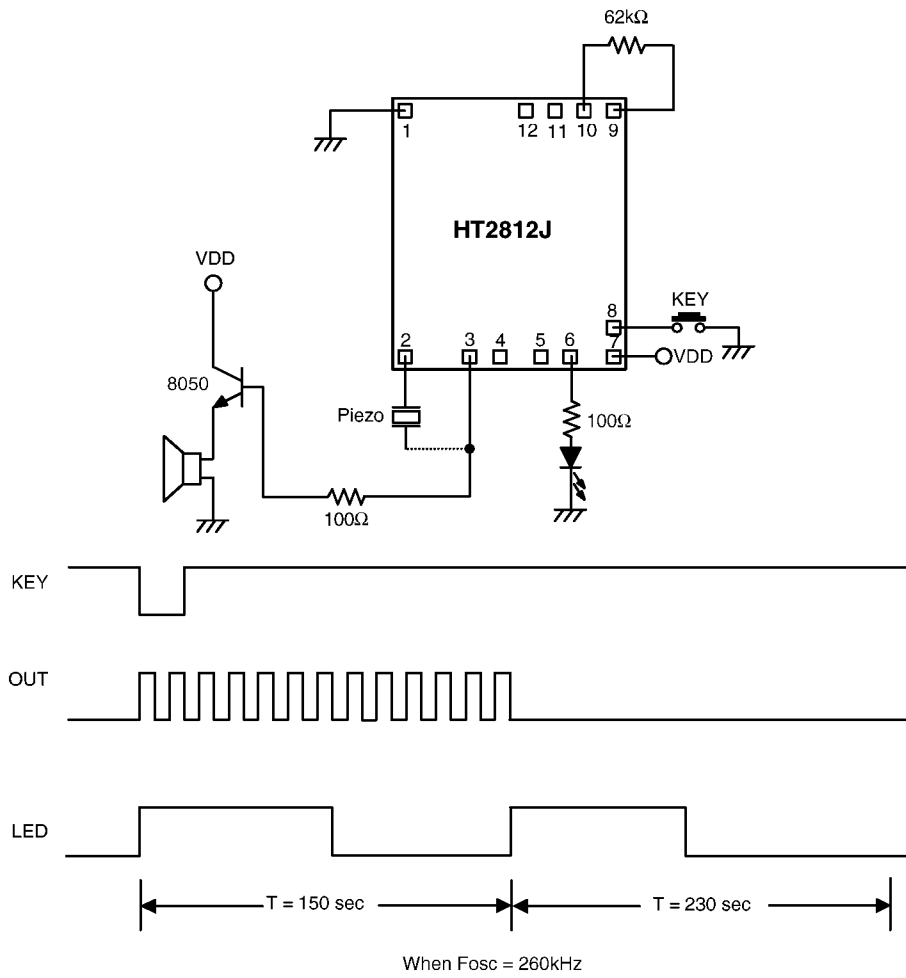 62kΩ
1
12
11
10
9
HT2812J
VDD
KEY
8
2
3
4
5
6
7
VDD
8050
Piezo
100Ω
100Ω
KEY
OUT
LED
T = 150 sec
T = 230 sec
When Fosc = 260kHz